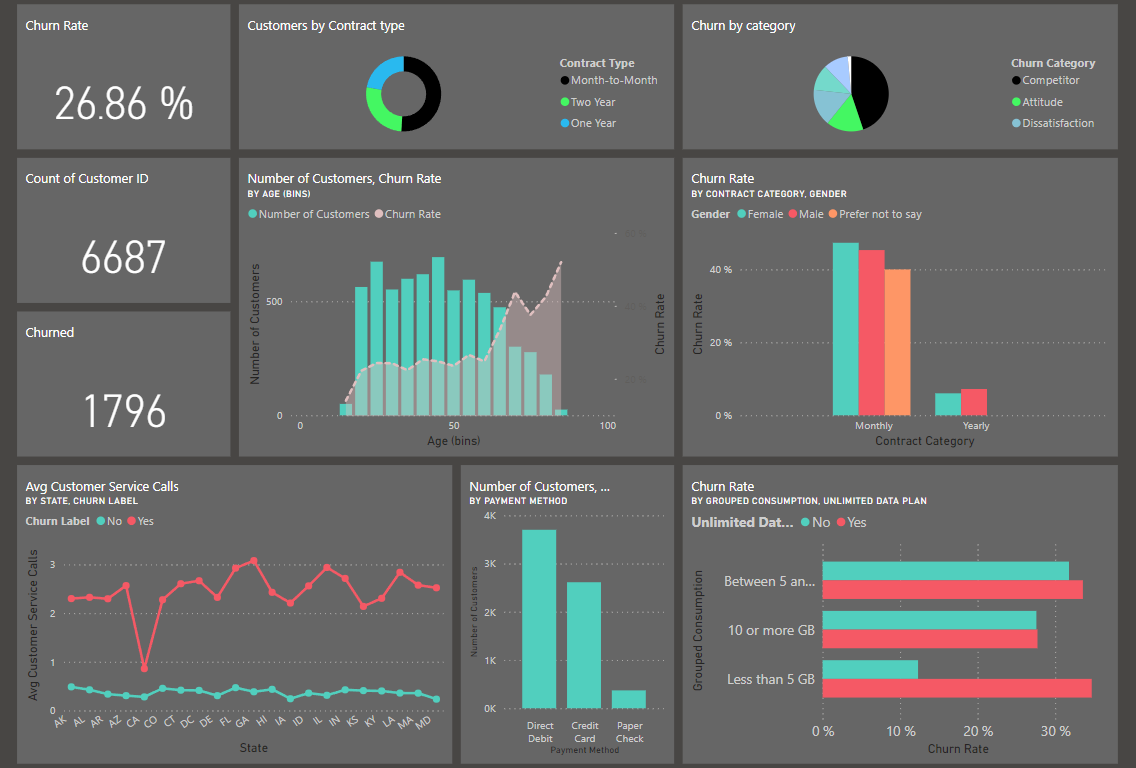 Churn Rate
26.86 %
Customers by Contract type
Contract Type
Month-to-Month
Two Year
One Year
Churn by category
Churn Category
Competitor
Attitude
Dissatisfaction
Count of Customer ID
6687
Churned
1796
Number of Customers, Churn Rate
BY AGE (BINS)
Number of Customers Churn Rate
Number of Customers
500
0
0 50 100
Age (bins)
Churn Rate
Churn Rate
BY CONTRACT CATEGORY, GENDER
Gender Female Male Prefer not to say
Churn Rate
40 %
20 %
0 %
Monthly Yearly
Contract Category
Avg Customer Service Calls
BY STATE, CHURN LABEL
Churn Label No Yes
Avg Customer Service Calls
3
2
1
0
AK AL AR AZ CA CO CT DC DE FL GA HI IA ID IL IN KS KY LA MA MD
State
Number of Customers, ...
BY PAYMENT METHOD
Number of Customers
4K
3K
2K
1K
0K
Direct Credit Paper
Debit Card Check
Payment Method
Churn Rate
BY GROUPED CONSUMPTION, UNLIMITED DATA PLAN
Unlimited Dat... No Yes
Grouped Consumption
Between 5 an...
10 or more GB
Less than 5 GB
0 % 10 % 20 % 30 %
Churn Rate